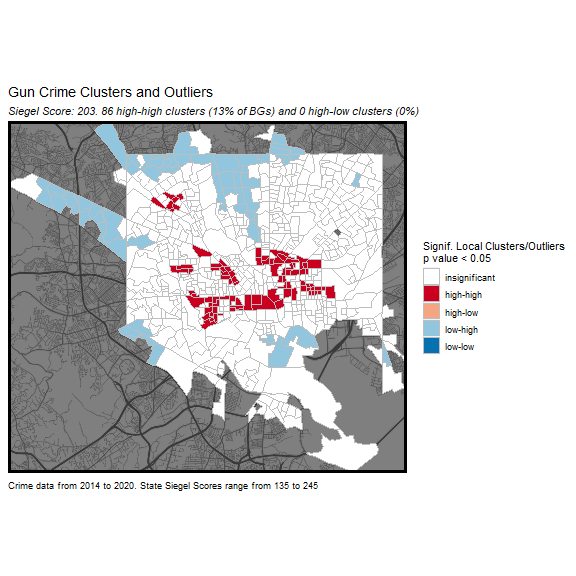 Gun Crime Clusters and Outliers
Siegel Score: 203. 86 high-high clusters (13% of BGs) and 0 high-low clusters (0%)
Signif. Local Clusters/Outliers
p value < 0.05
insignificant
high-high
high-low
low-high
low-low
Crime data from 2014 to 2020. State Siegel Scores range from 135 to 245